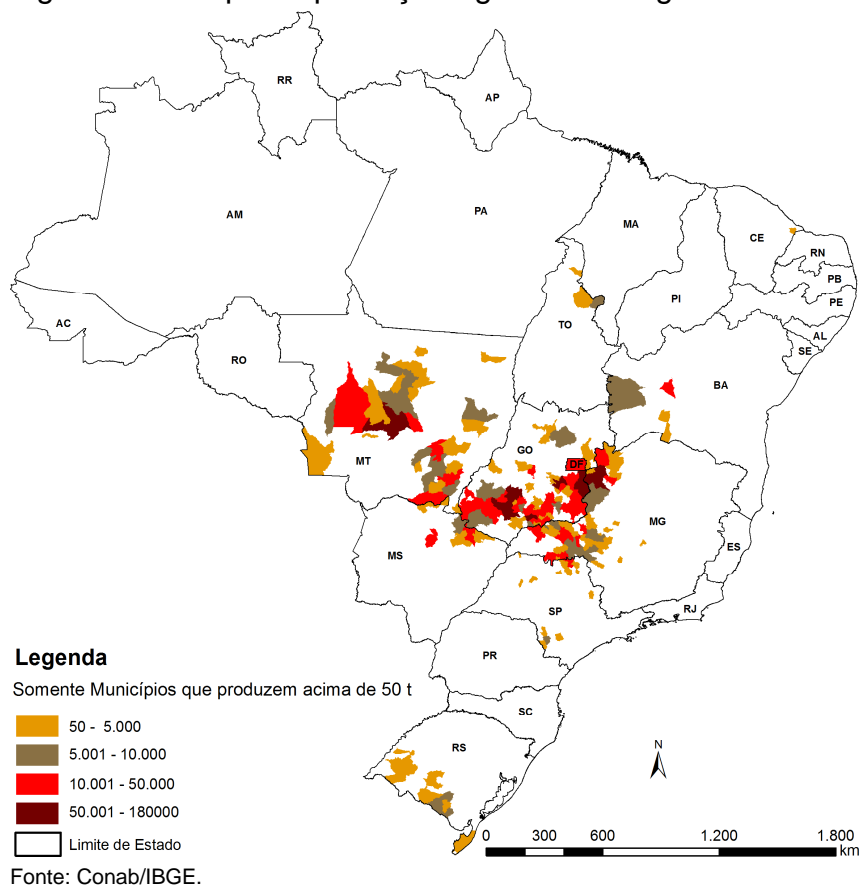 RR
AP
AM
PA
MA
CE
RN
PB
PE
AL
SE
PI
TO
AC
RO
BA
MT
GO
DF
MG
ES
MS
SP
RJ
PR
SC
RS
Legenda
Somente Municípios que produzem acima de 50 t
50 - 5.000
5.001 - 10.000
10.001 - 50.000
50.001 - 180000
Limite de Estado
N
0 300 600 1.200 1.800
km
Fonte: Conab/IBGE.